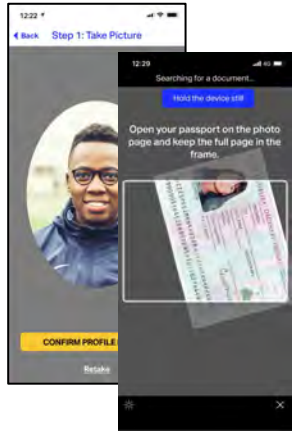 12:22
Back
Step 1: Take Picture
CONFIRM PROFILE
Retake
12:29
4G
Searching for a document...
Hold the device still
Open your passport on the photo
page and keep the full page in the
frame.